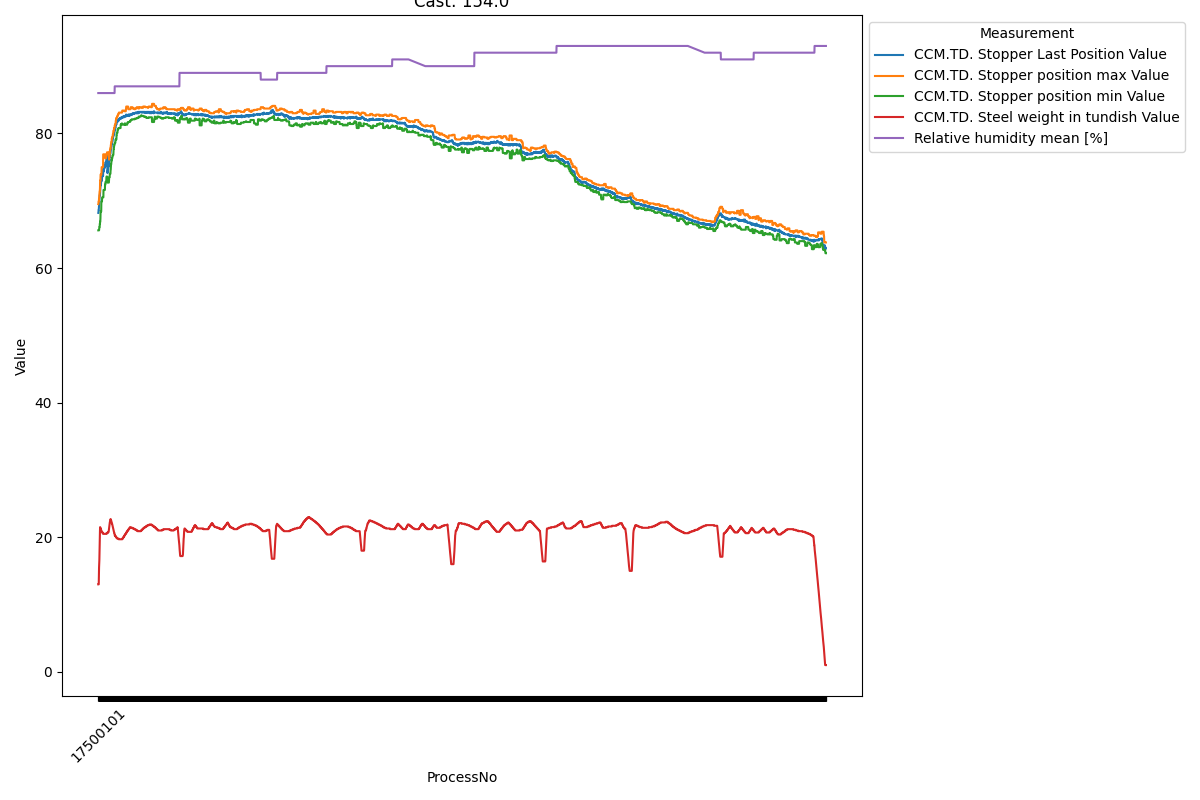 Cast: 154.0
Measurement
CCM.TD. Stopper Last Position Value
CCM.TD. Stopper position max Value
CCM.TD. Stopper position min Value
CCM.TD. Steel weight in tundish Value
Relative humidity mean [%]
80
60
40
20
0
Value
17500101
ProcessNo